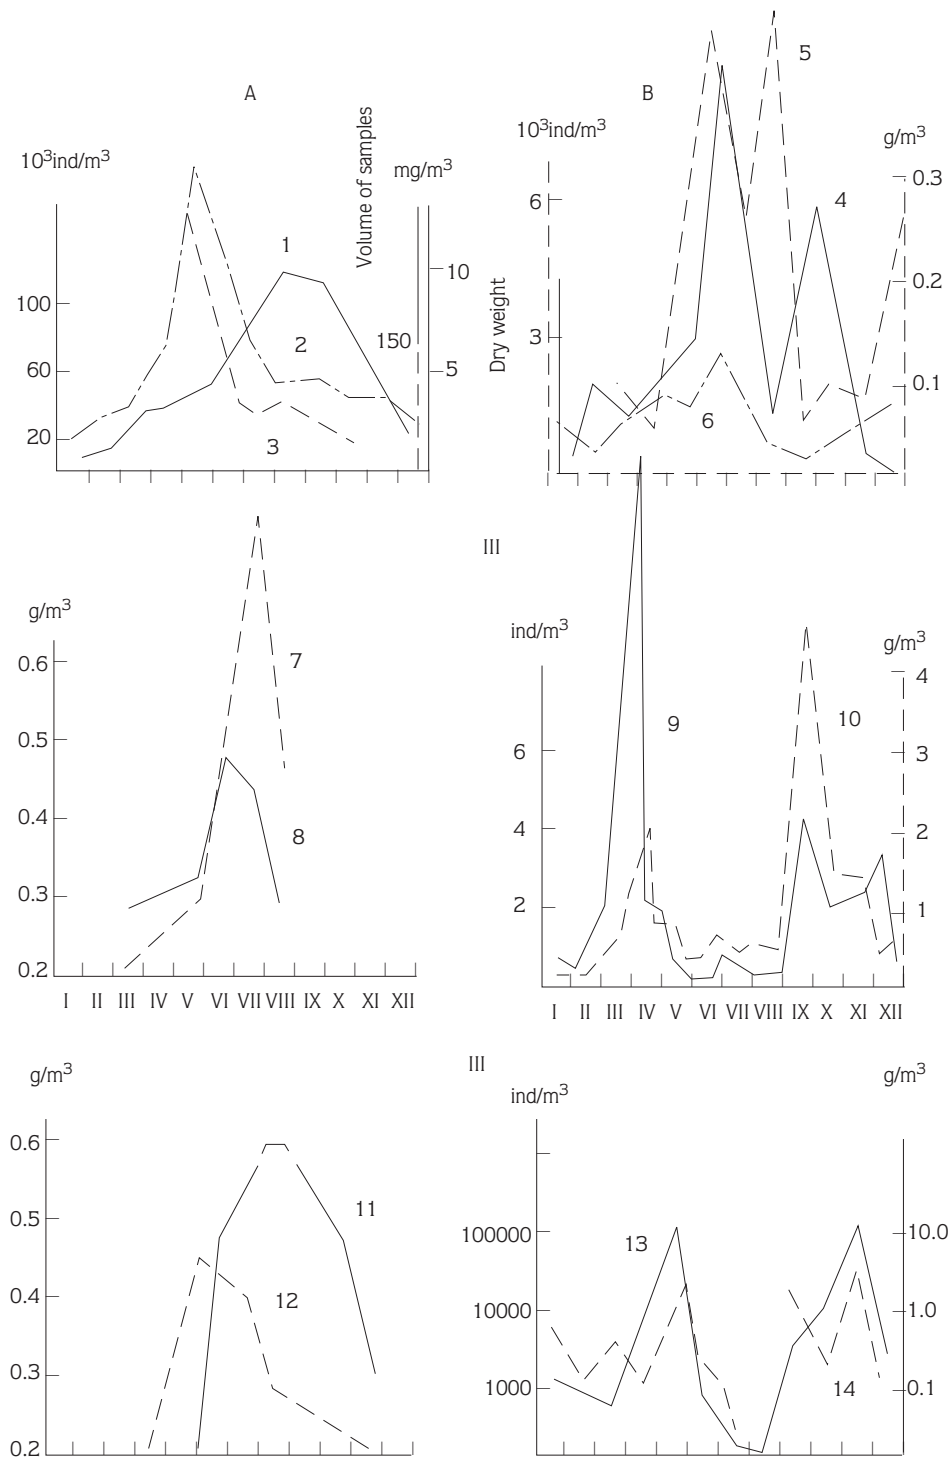 A
10³ind/m³
Volume of samples
mg/m³
100
60
20
150
10
5
1
2
3
B
10³ind/m³
g/m³
Dry weight
6
3
0.3
0.2
0.1
5
4
6
III
g/m³
0.6
0.5
0.4
0.3
0.2
7
8
I II III IV V VI VII VIII IX X XI XII
ind/m³
g/m³
6
4
2
4
3
2
1
9
10
I II III IV V VI VII VIII IX X XI XII
III
g/m³
0.6
0.5
0.4
0.3
0.2
11
12
ind/m³
g/m³
100000
10000
1000
10.0
1.0
0.1
13
14